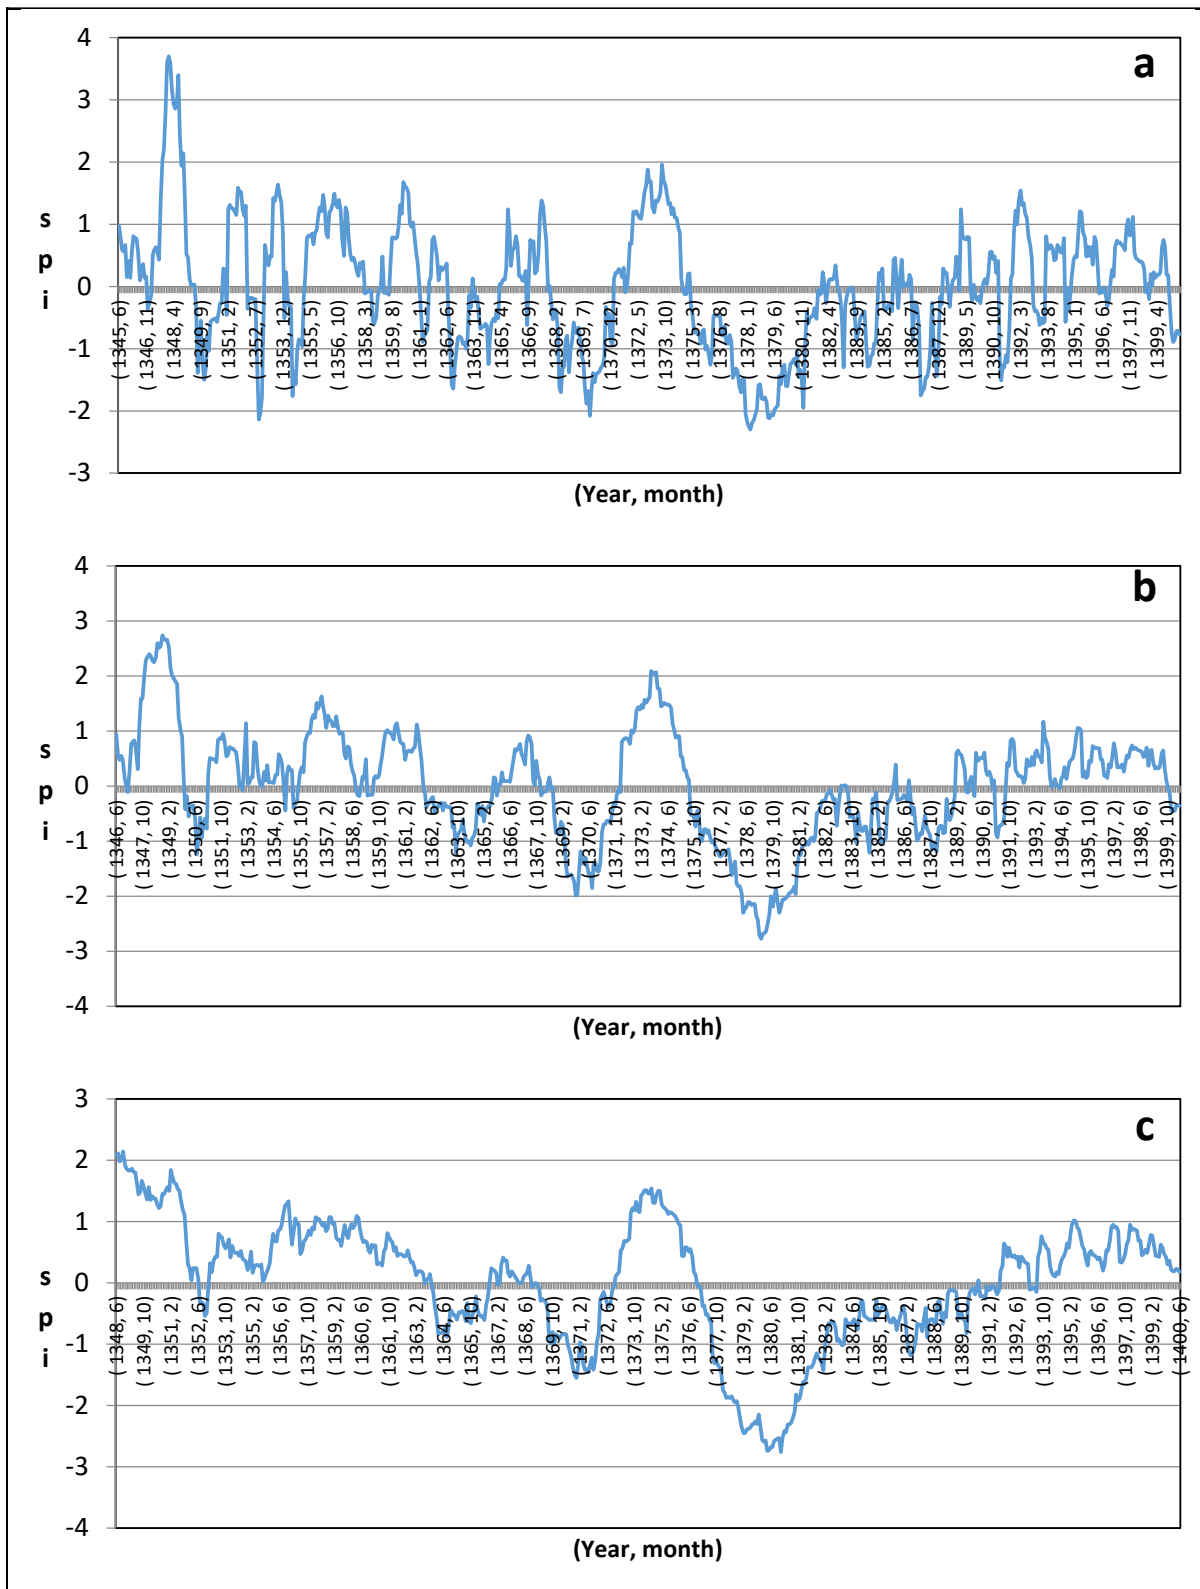 a
4
3
2
1
0
-1
-2
-3
s
p
i
( 1345, 6)
( 1346, 11)
( 1348, 4)
( 1349, 9)
( 1351, 2)
( 1352, 7)
( 1353, 12)
( 1355, 5)
( 1356, 10)
( 1358, 3)
( 1359, 8)
( 1361, 1)
( 1362, 6)
( 1363, 11)
( 1365, 4)
( 1366, 9)
( 1368, 2)
( 1369, 7)
( 1370, 12)
( 1372, 5)
( 1373, 10)
( 1375, 3)
( 1376, 8)
( 1378, 1)
( 1379, 6)
( 1380, 11)
( 1382, 4)
( 1383, 9)
( 1385, 2)
( 1386, 7)
( 1387, 12)
( 1389, 5)
( 1390, 10)
( 1392, 3)
( 1393, 8)
( 1395, 1)
( 1396, 6)
( 1397, 11)
( 1399, 4)
(Year, month)
b
4
3
2
1
0
-1
-2
-3
-4
s
p
i
( 1346, 6)
( 1347, 10)
( 1349, 2)
( 1350, 6)
( 1351, 10)
( 1353, 2)
( 1354, 6)
( 1355, 10)
( 1357, 2)
( 1358, 6)
( 1359, 10)
( 1361, 2)
( 1362, 6)
( 1363, 10)
( 1365, 2)
( 1366, 6)
( 1367, 10)
( 1369, 2)
( 1370, 6)
( 1371, 10)
( 1373, 2)
( 1374, 6)
( 1375, 10)
( 1377, 2)
( 1378, 6)
( 1379, 10)
( 1381, 2)
( 1382, 6)
( 1383, 10)
( 1385, 2)
( 1386, 6)
( 1387, 10)
( 1389, 2)
( 1390, 6)
( 1391, 10)
( 1393, 2)
( 1394, 6)
( 1395, 10)
( 1397, 2)
( 1398, 6)
( 1399, 10)
(Year, month)
c
3
2
1
0
-1
-2
-3
-4
s
p
i
( 1348, 6)
( 1349, 10)
( 1351, 2)
( 1352, 6)
( 1353, 10)
( 1355, 2)
( 1356, 6)
( 1357, 10)
( 1359, 2)
( 1360, 6)
( 1361, 10)
( 1363, 2)
( 1364, 6)
( 1365, 10)
( 1367, 2)
( 1368, 6)
( 1369, 10)
( 1371, 2)
( 1372, 6)
( 1373, 10)
( 1375, 2)
( 1376, 6)
( 1377, 10)
( 1379, 2)
( 1380, 6)
( 1381, 10)
( 1383, 2)
( 1384, 6)
( 1385, 10)
( 1387, 2)
( 1388, 6)
( 1389, 10)
( 1391, 2)
( 1392, 6)
( 1393, 10)
( 1395, 2)
( 1396, 6)
( 1397, 10)
( 1399, 2)
( 1400, 6)
(Year, month)